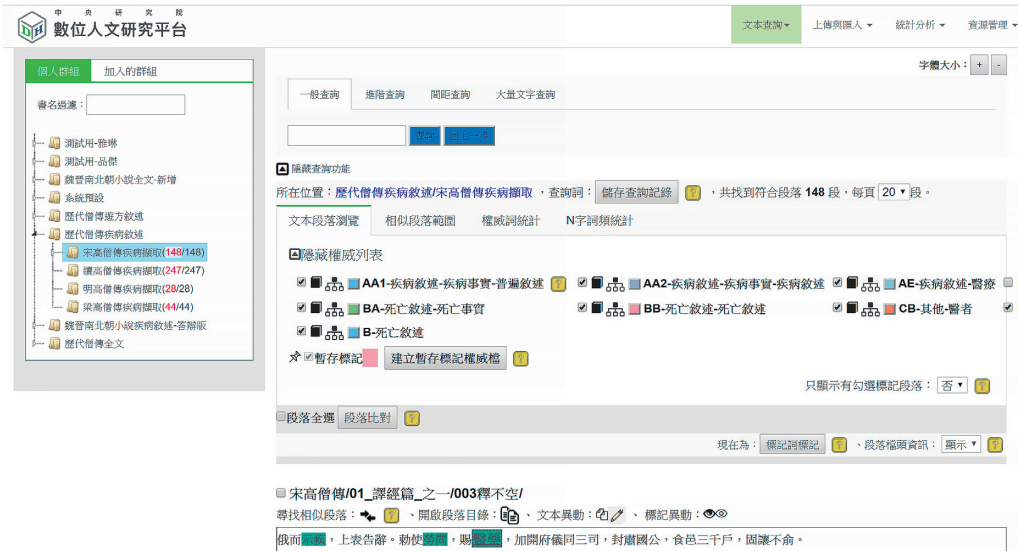 中央研究院
數位人文研究平台
文本查詢 上傳與匯入 統計分析 資源管理
個人群組 加入的群組
書名過濾：
測試用-雅琳
測試用-品傑
魏晉南北朝小說全文-新增
系統預設
歷代僧傳遊方敘述
歷代僧傳疾病敘述
宋高僧傳疾病擷取(148/148)
續高僧傳疾病擷取(247/247)
明高僧傳疾病擷取(28/28)
梁高僧傳疾病擷取(44/44)
魏晉南北小說疾病敘述-答辯版
歷代僧傳全文
字體大小： + -
一般查詢 進階查詢 間距查詢 大量文字查詢
查詢 回上一步
隱藏查詢功能
所在位置：歷代僧傳疾病敘述/宋高僧傳疾病擷取 ，查詢詞： 儲存查詢記錄 ? ，共找到符合段落 148 段，每頁 20 段。
文本段落瀏覽 相似段落範圍 權威詞統計 N字詞頻統計
隱藏權威列表
AA1-疾病敘述-疾病事實-普遍敘述 ? AA2-疾病敘述-疾病事實-疾病敘述 AE-疾病敘述-醫療
BA-死亡敘述-死亡事實 BB-死亡敘述-死亡敘述 CB-其他-醫者
B-死亡敘述
暫存標記 建立暫存標記權威檔 ?
只顯示有勾選標記段落： 否 ?
段落全選 段落比對 ?
現在為： 標記詞標記 ? 、段落檔頭資訊： 顯示 ?
宋高僧傳/01_譯經篇_之一/003釋不空/
尋找相似段落： ? 、開啟段落目錄： 、文本異動： 、標記異動：
俄而示疾，上表告辭。勅使勞問，賜醫藥，加開府儀同三司，封肅國公，食邑三千戶，固讓不俞。